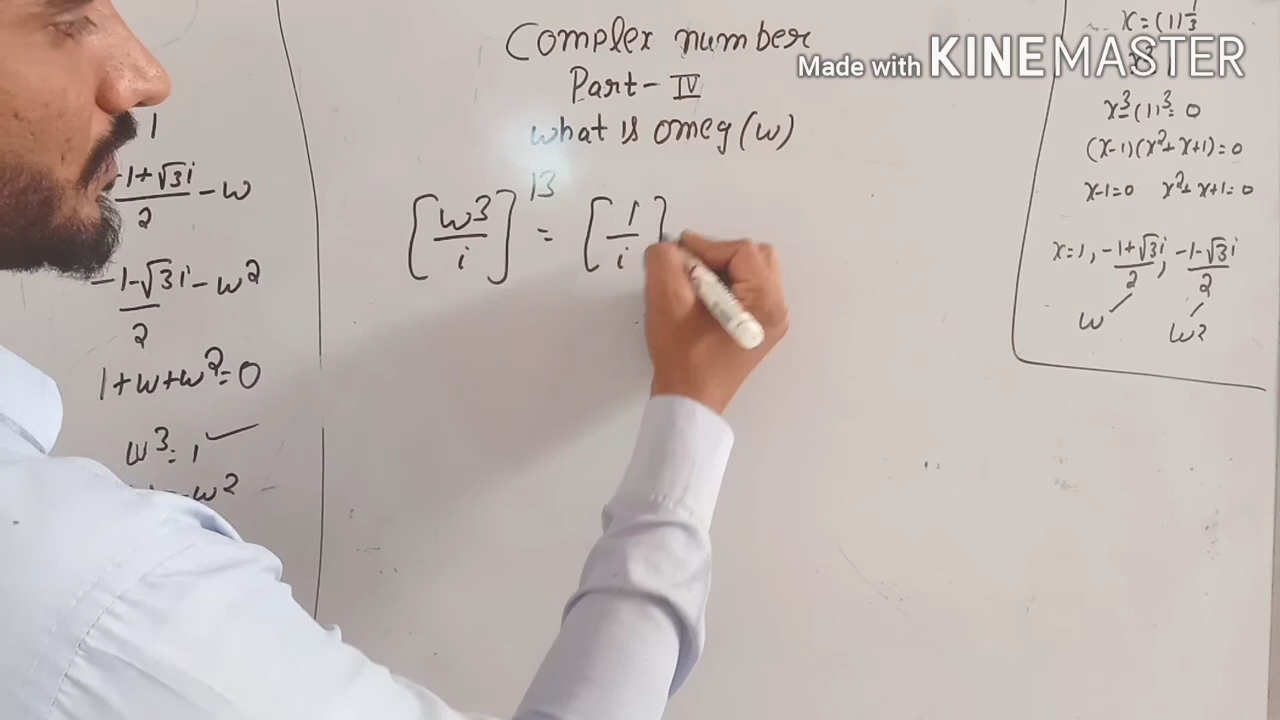 Complex number
Part - IV
what is omeg (w)
Made with KINEMASTER
1
-1+√3i/2 - w
-1-√3i/2 - w²
1+w+w²=0
w³=1 ✓
w²
[w³/i]¹³ = [1/i]
x=(1)^1/3
x³-(1)³=0
(x-1)(x²+x+1)=0
x-1=0 x²+x+1=0
x=1, -1+√3i/2, -1-√3i/2
w w²